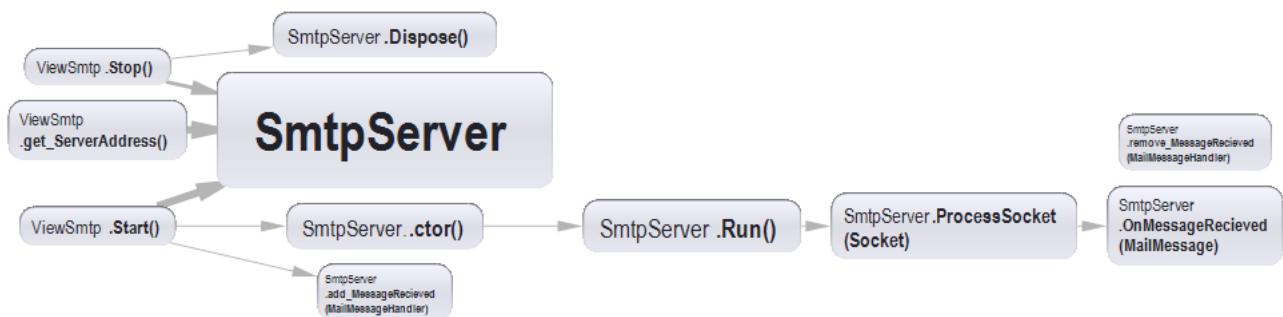 SmtpServer .Dispose()
ViewSmtp .Stop()
SmtpServer
ViewSmtp
.get_ServerAddress()
SmtpServer
.remove_MessageRecieved
(MailMessageHandler)
ViewSmtp .Start()
SmtpServer. .ctor()
SmtpServer .Run()
SmtpServer .ProcessSocket
(Socket)
SmtpServer
.OnMessageRecieved
(MailMessage)
SmtpServer
.add_MessageRecieved
(MailMessageHandler)